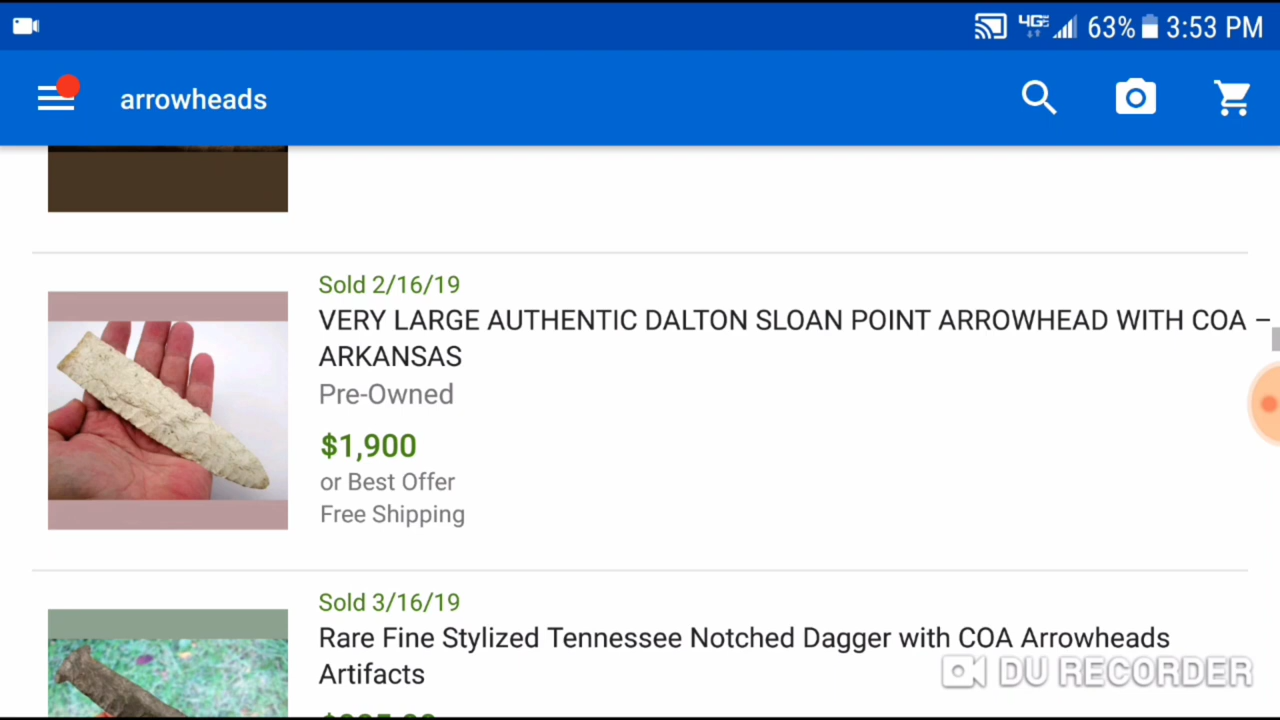 4GE 63% 3:53 PM
arrowheads
Sold 2/16/19
VERY LARGE AUTHENTIC DALTON SLOAN POINT ARROWHEAD WITH COA –
ARKANSAS
Pre-Owned
$1,900
or Best Offer
Free Shipping
Sold 3/16/19
Rare Fine Stylized Tennessee Notched Dagger with COA Arrowheads
Artifacts
DU RECORDER